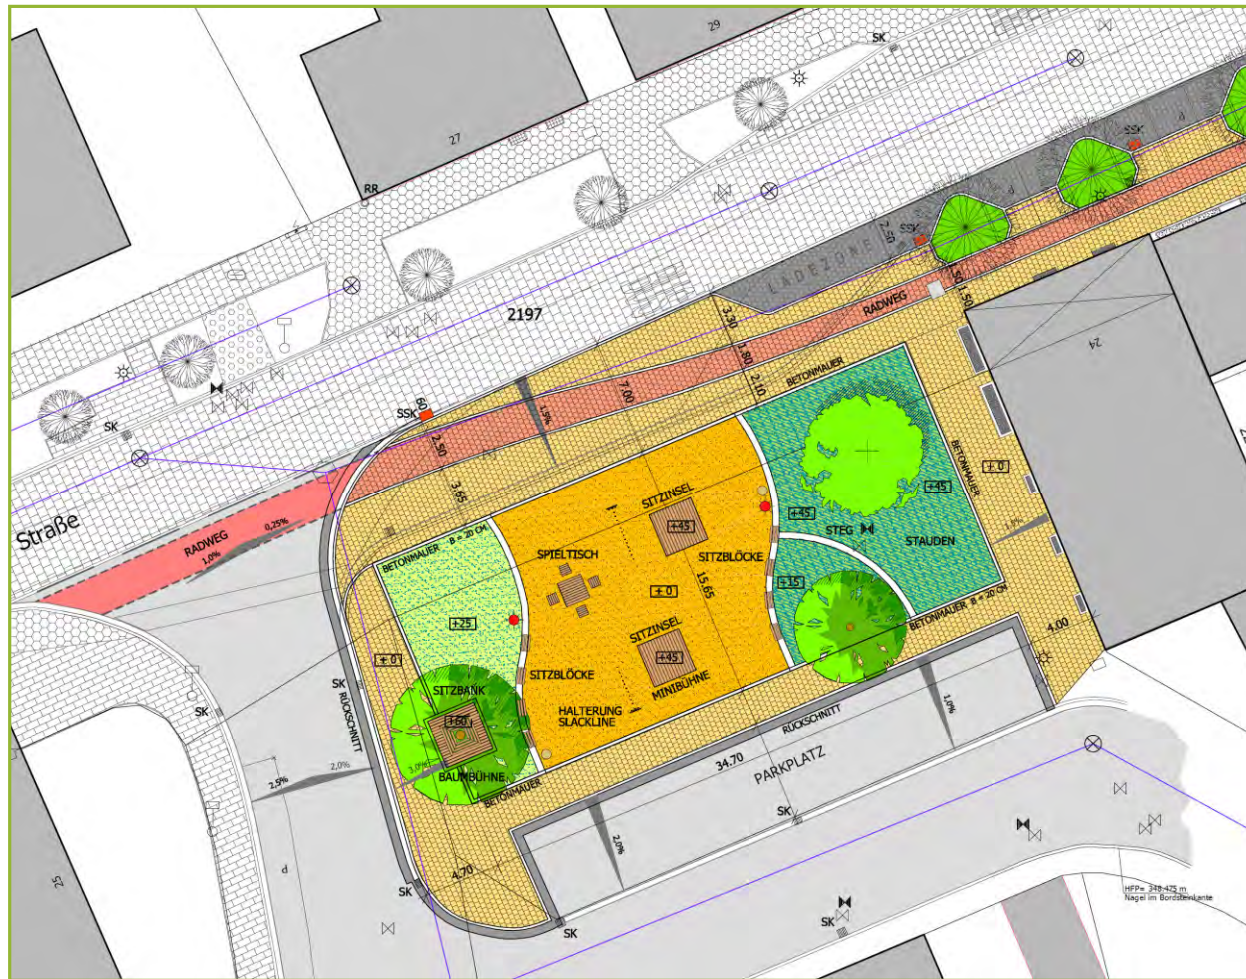 29
SK
27
RR
SSK
P
P
SSK
2.50
LADEZONE
2197
RADWEG
1.50
24
3.30
1.80
2.10
BETONMAUER
7.00
1,5%
60
SSK
SK
2.50
3.65
BETONMAUER
± 0
+45
SITZINSEL
+45
+45
STEG
STAUDEN
SITZBLÖCKE
Straße
RADWEG
0,25%
1,0%
BETONMAUER B = 20 CM
SPIELTISCH
15.65
± 0
+15
1,0%
+25
BETONMAUER B = 20 CM
4.00
SITZINSEL
+45
MINIBÜHNE
± 0
SK
SK
RÜCKSCHNITT
SITZBANK
+60
SITZBLÖCKE
HALTERUNG
SLACKLINE
RÜCKSCHNITT
1,0%
34.70
PARKPLATZ
2,0%
2,5%
3,0%
BAUMBÜHNE
BETONMAUER
SK
2,0%
4.70
P
25
SK
SK
SK
HFP= 348,475 m
Nagel im Bordsteinkante